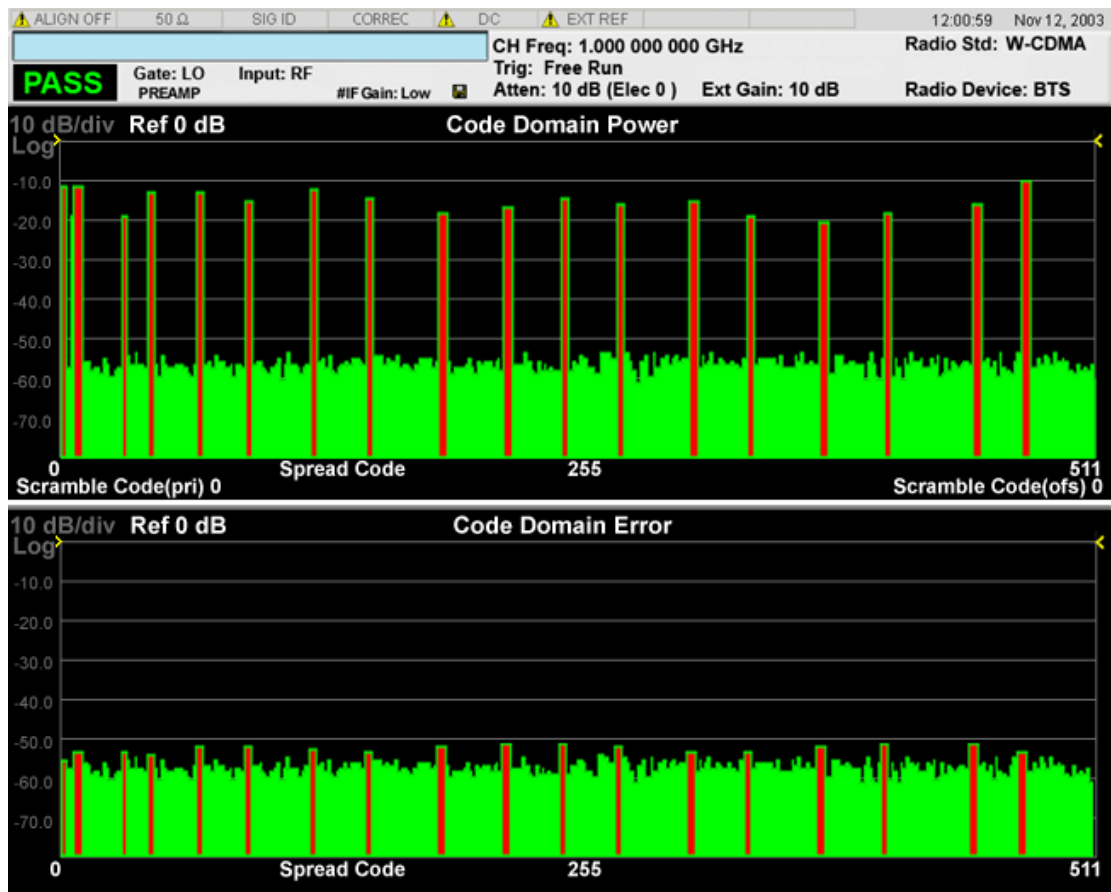 ALIGN OFF 50 Ω SIG ID CORREC DC EXT REF 12:00:59 Nov 12, 2003
CH Freq: 1.000 000 000 GHz Radio Std: W-CDMA
PASS Gate: LO Input: RF Trig: Free Run
PREAMP #IF Gain: Low Atten: 10 dB (Elec 0 ) Ext Gain: 10 dB Radio Device: BTS
10 dB/div Ref 0 dB Code Domain Power
Log
-10.0
-20.0
-30.0
-40.0
-50.0
-60.0
-70.0
0 Spread Code 255 511
Scramble Code(pri) 0 Scramble Code(ofs) 0
10 dB/div Ref 0 dB Code Domain Error
Log
-10.0
-20.0
-30.0
-40.0
-50.0
-60.0
-70.0
0 Spread Code 255 511